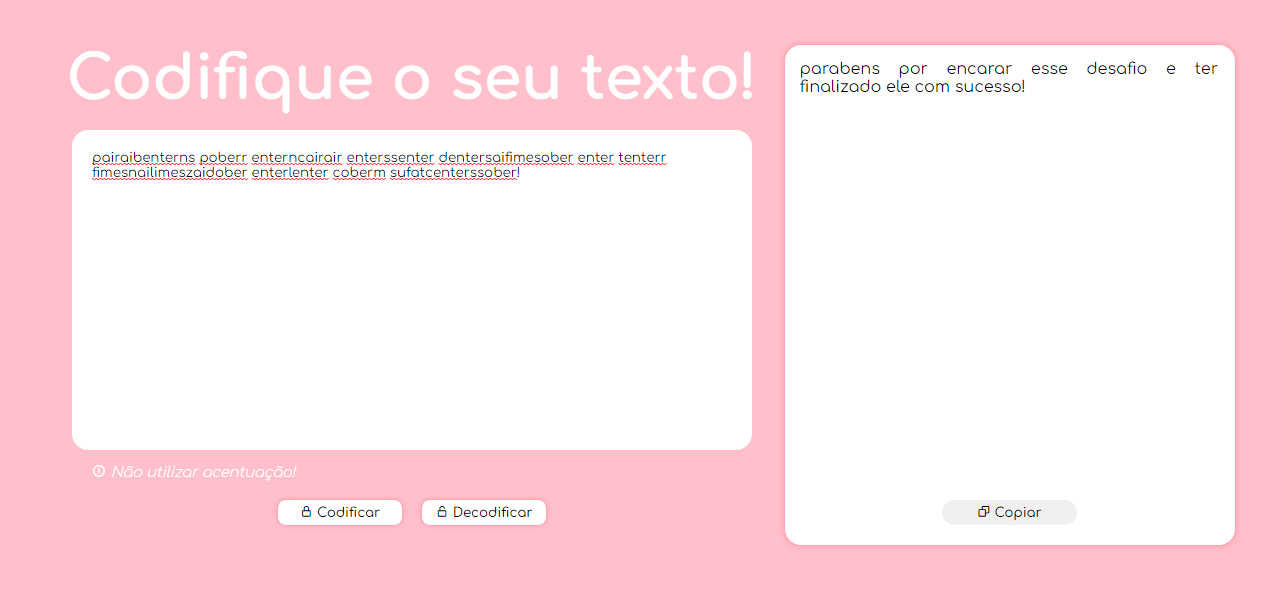 Codifique o seu texto!
pairaibenterns poberr enterncairair enterssenter dentersaifimesober enter tenterr
fimesnailimeszaidober enterlenter coberm sufatcenterssober!
Não utilizar acentuação!
Codificar
Decodificar
parabens por encarar esse desafio e ter
finalizado ele com sucesso!
Copiar